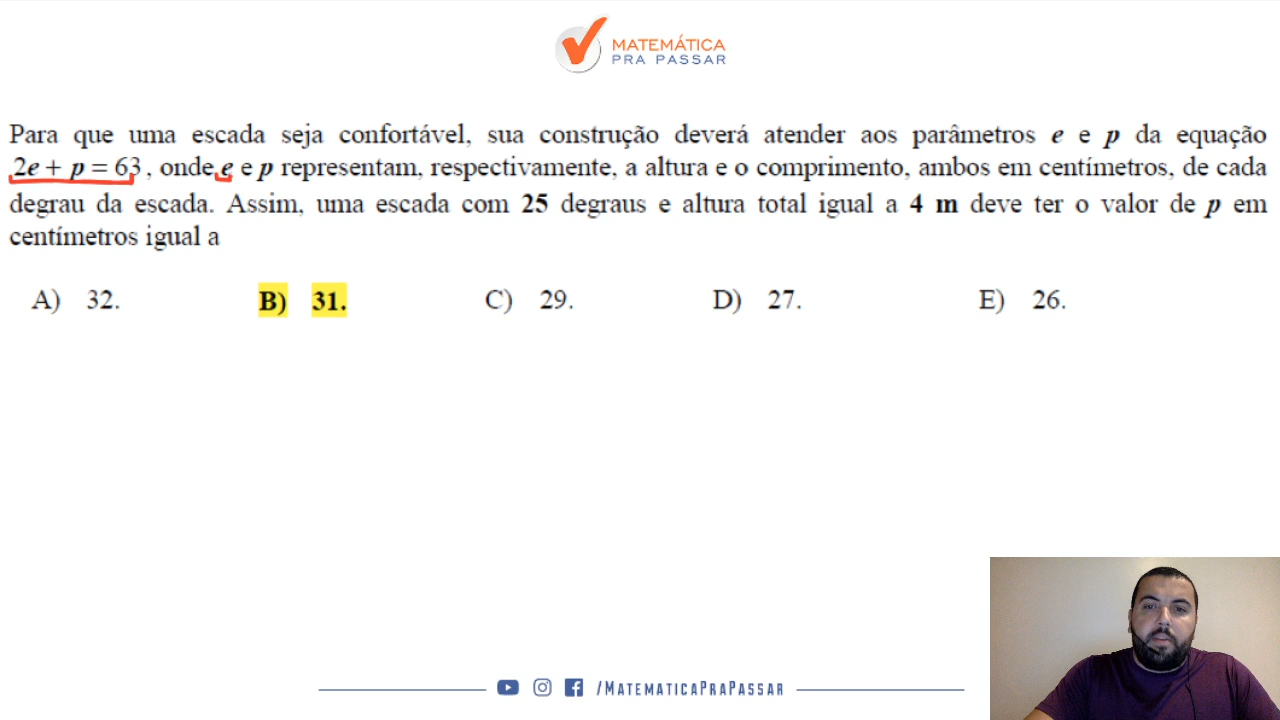 MATEMÁTICA
PRA PASSAR
Para que uma escada seja confortável, sua construção deverá atender aos parâmetros e e p da equação
2e + p = 63, onde e e p representam, respectivamente, a altura e o comprimento, ambos em centímetros, de cada
degrau da escada. Assim, uma escada com 25 degraus e altura total igual a 4 m deve ter o valor de p em
centímetros igual a
A) 32. B) 31. C) 29. D) 27. E) 26.
/MATEMATICAPRAPASSAR